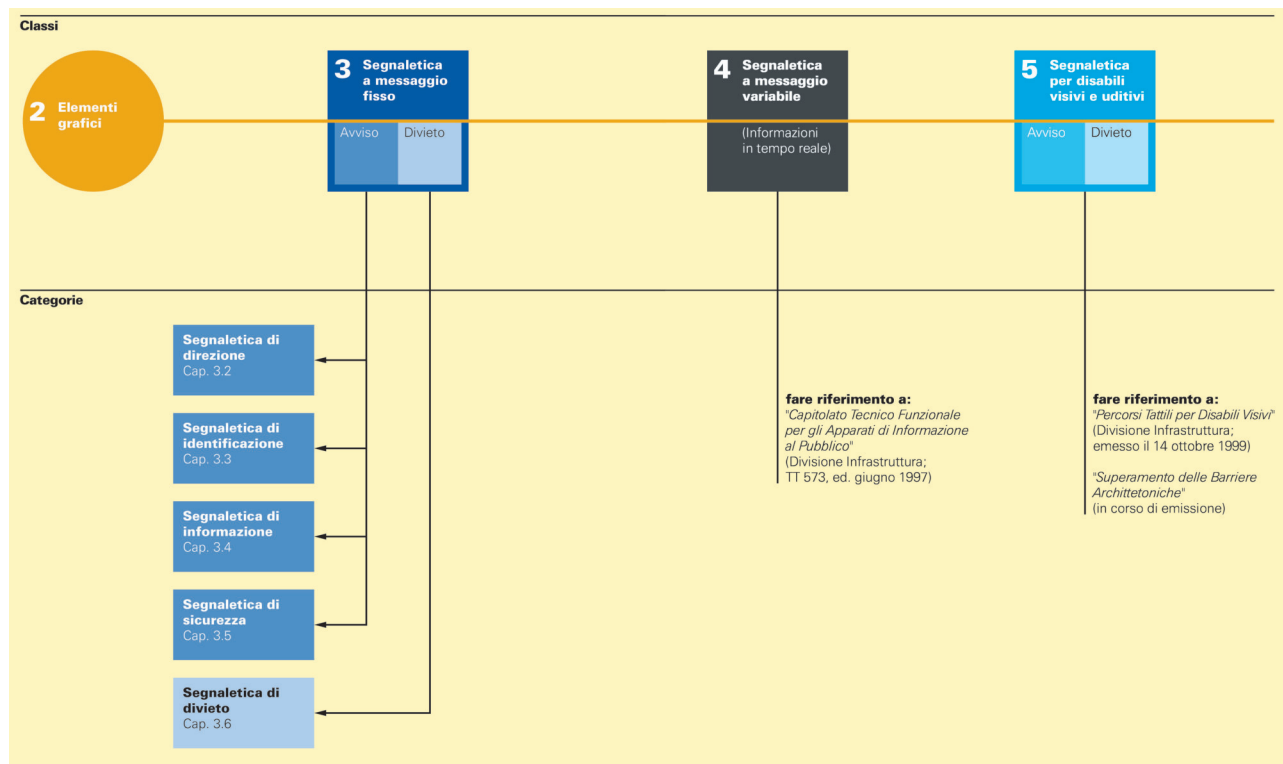 Classi
2 Elementi
grafici
3 Segnaletica
a messaggio
fisso
Avviso Divieto
4 Segnaletica
a messaggio
variabile
(Informazioni
in tempo reale)
5 Segnaletica
per disabili
visivi e uditivi
Avviso Divieto
Categorie
Segnaletica di
direzione
Cap. 3.2
Segnaletica di
identificazione
Cap. 3.3
Segnaletica di
informazione
Cap. 3.4
Segnaletica di
sicurezza
Cap. 3.5
Segnaletica di
divieto
Cap. 3.6
fare riferimento a:
"Capitolato Tecnico Funzionale
per gli Apparati di Informazione
al Pubblico"
(Divisione Infrastruttura;
TT 573, ed. giugno 1997)
fare riferimento a:
"Percorsi Tattili per Disabili Visivi"
(Divisione Infrastruttura;
emesso il 14 ottobre 1999)
"Superamento delle Barriere
Archittetoniche"
(in corso di emissione)